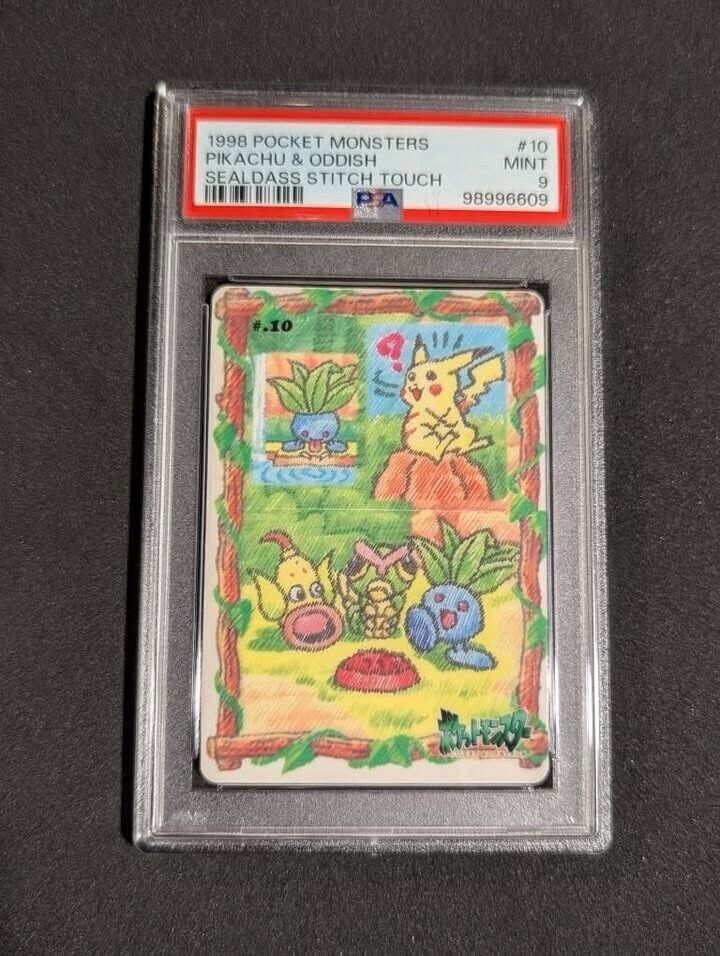 1998 POCKET MONSTERS #10
PIKACHU & ODDISH MINT
SEALDASS STITCH TOUCH 9
PSA 98996609
#.10
?
ポケットモンスター